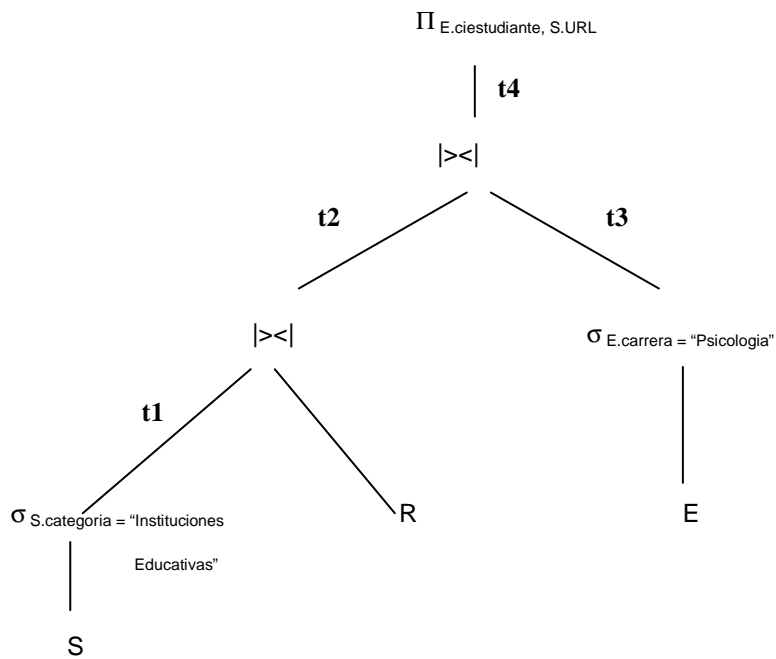 Π E.ciestudiante, S.URL
t4
|><|
t2
t3
|><|
σ E.carrera = “Psicologia”
t1
σ S.categoria = “Instituciones
Educativas”
R
E
S